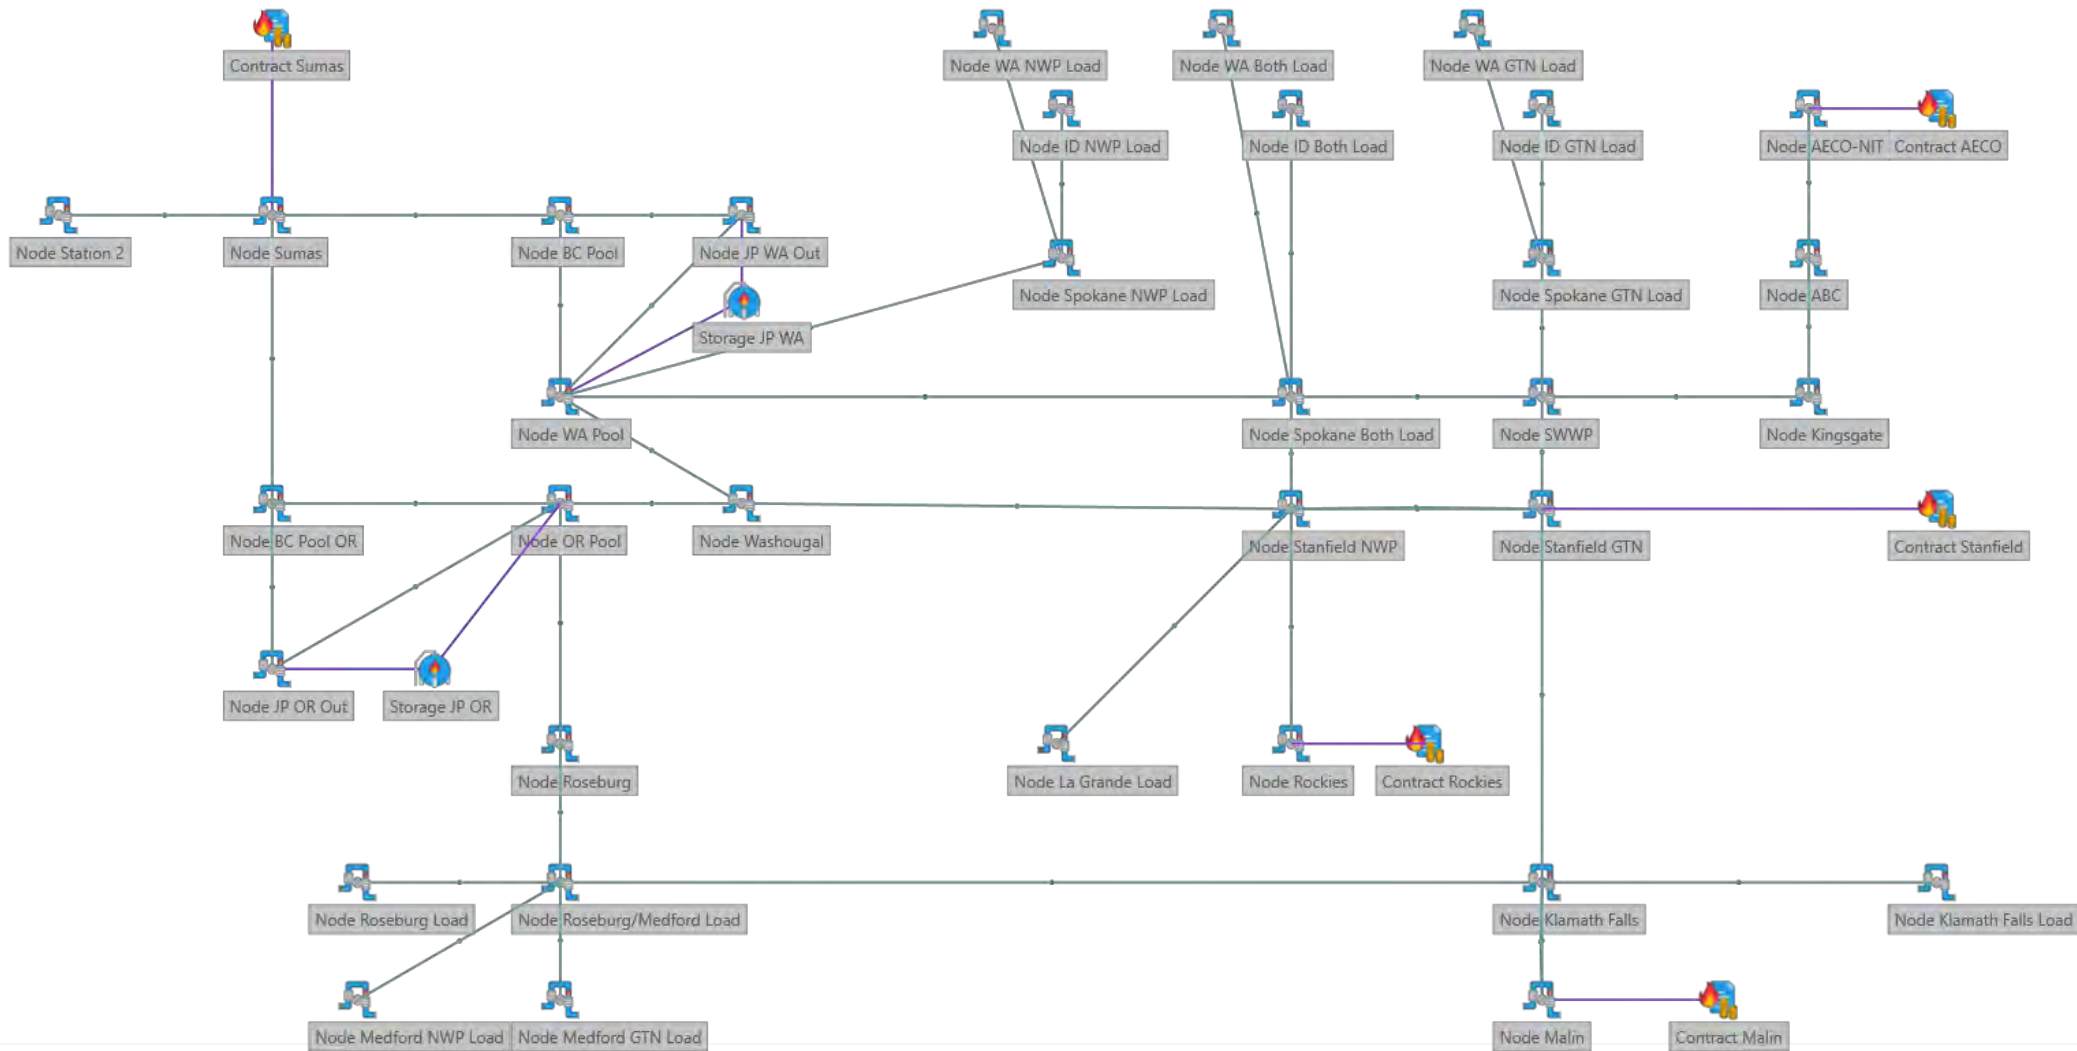 Contract Sumas
Node WA NWP Load
Node WA Both Load
Node WA GTN Load
Node ID NWP Load
Node ID Both Load
Node ID GTN Load
Node AECO-NIT
Contract AECO
Node Station 2
Node Sumas
Node BC Pool
Node JP WA Out
Node Spokane NWP Load
Node Spokane GTN Load
Node ABC
Storage JP WA
Node WA Pool
Node Spokane Both Load
Node SWWP
Node Kingsgate
Node BC Pool OR
Node OR Pool
Node Washougal
Node Stanfield NWP
Node Stanfield GTN
Contract Stanfield
Node JP OR Out
Storage JP OR
Node Roseburg
Node La Grande Load
Node Rockies
Contract Rockies
Node Roseburg Load
Node Roseburg/Medford Load
Node Klamath Falls
Node Klamath Falls Load
Node Medford NWP Load
Node Medford GTN Load
Node Malin
Contract Malin